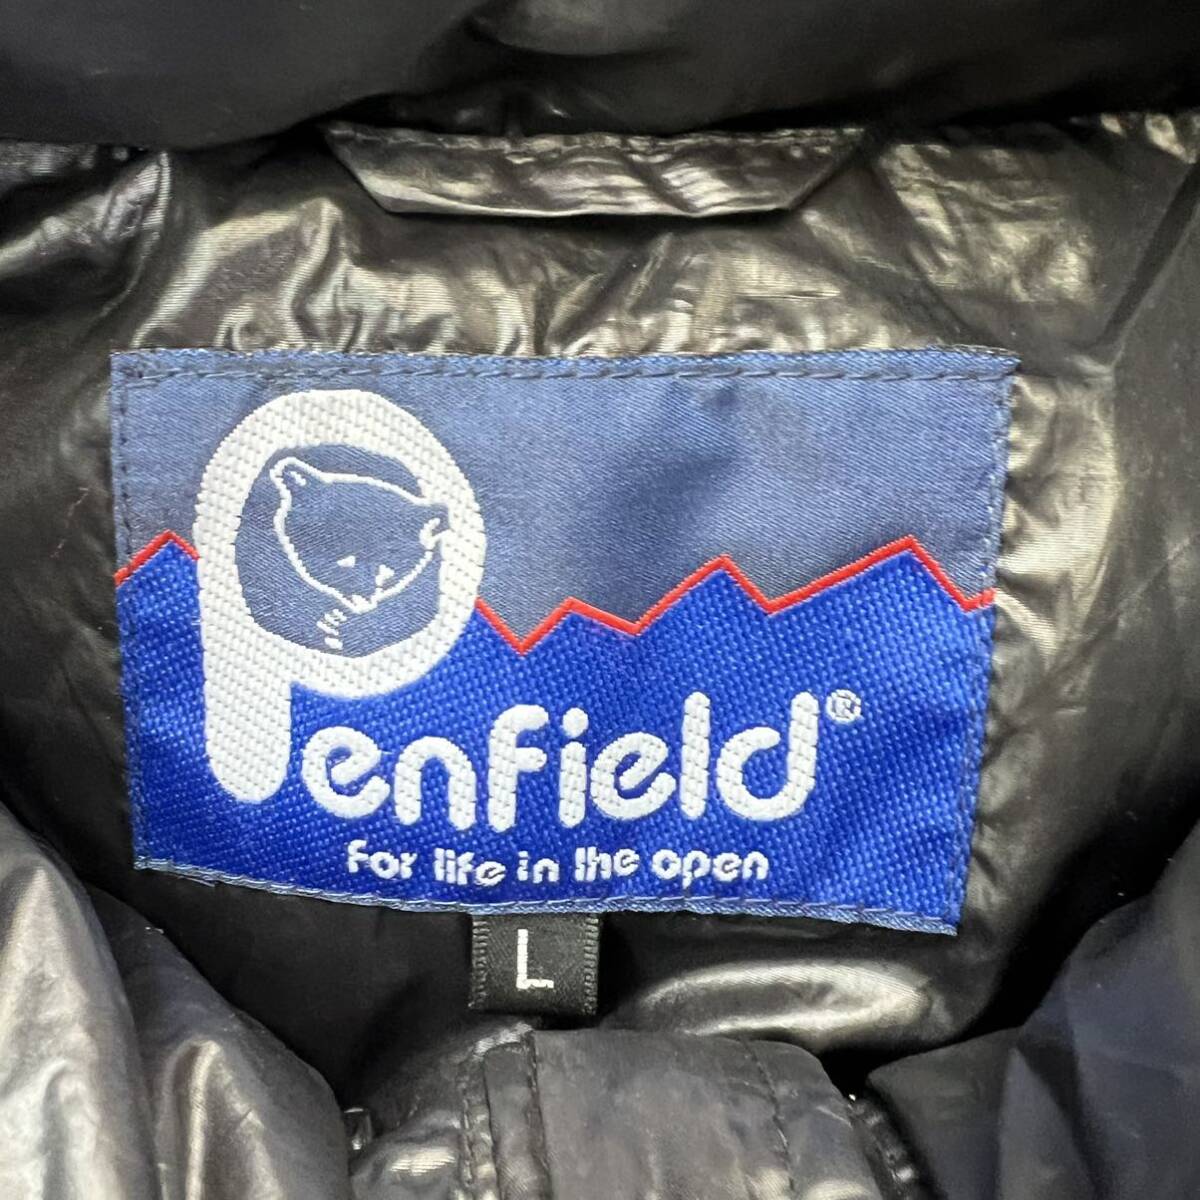 Penfield®
For life in the open
L